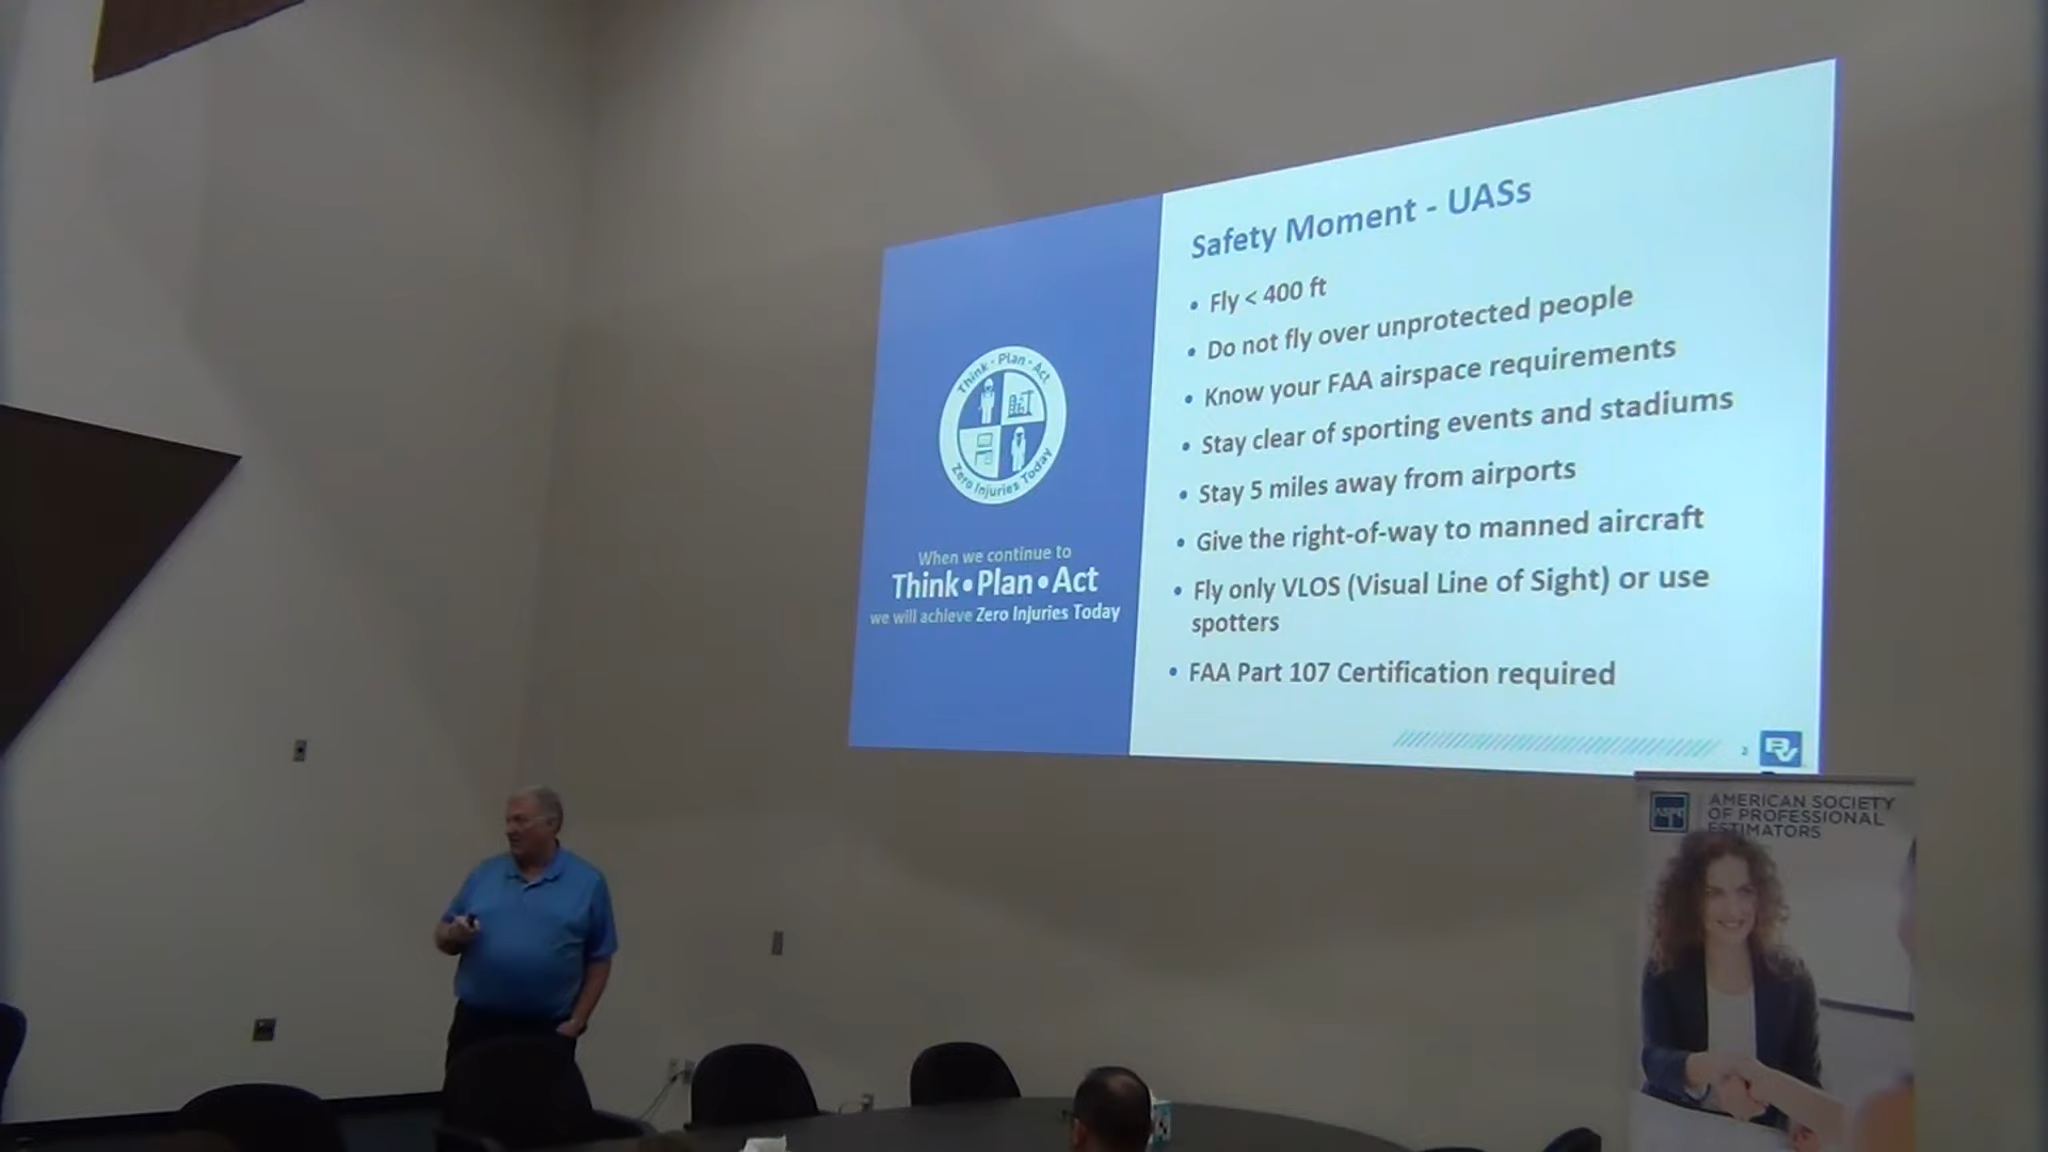 Safety Moment - UASs
• Fly < 400 ft
• Do not fly over unprotected people
• Know your FAA airspace requirements
• Stay clear of sporting events and stadiums
• Stay 5 miles away from airports
• Give the right-of-way to manned aircraft
• Fly only VLOS (Visual Line of Sight) or use
spotters
• FAA Part 107 Certification required
Think - Plan - Act
Zero Injuries Today
When we continue to
Think•Plan•Act
we will achieve Zero Injuries Today
2
BV
AMERICAN SOCIETY
OF PROFESSIONAL
ESTIMATORS